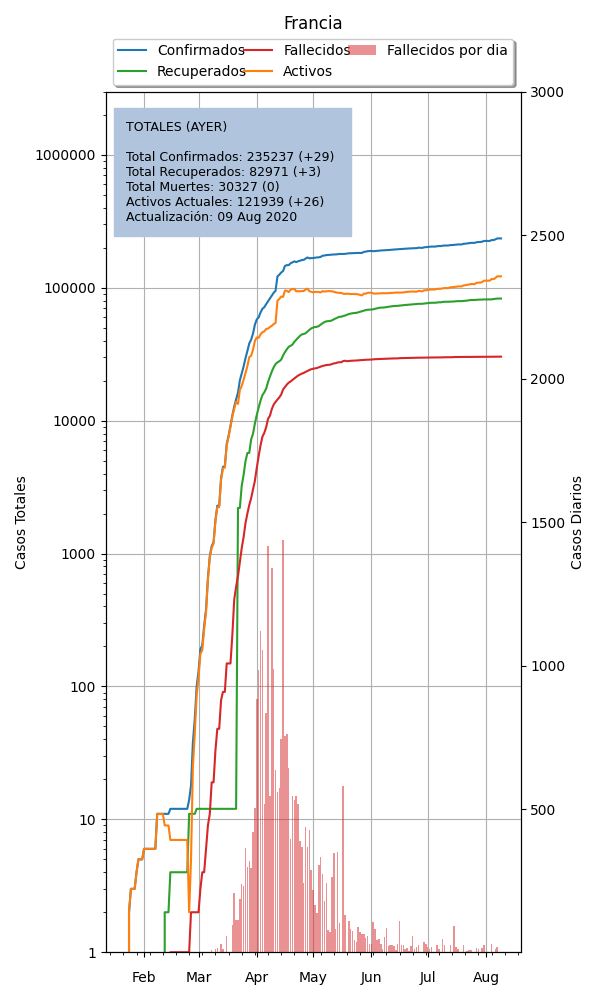 Francia
Confirmados Fallecidos Fallecidos por dia
Recuperados Activos
TOTALES (AYER)
Total Confirmados: 235237 (+29)
Total Recuperados: 82971 (+3)
Total Muertes: 30327 (0)
Activos Actuales: 121939 (+26)
Actualización: 09 Aug 2020
Casos Totales
1000000
100000
10000
1000
100
10
1
Casos Diarios
3000
2500
2000
1500
1000
500
Feb Mar Apr May Jun Jul Aug